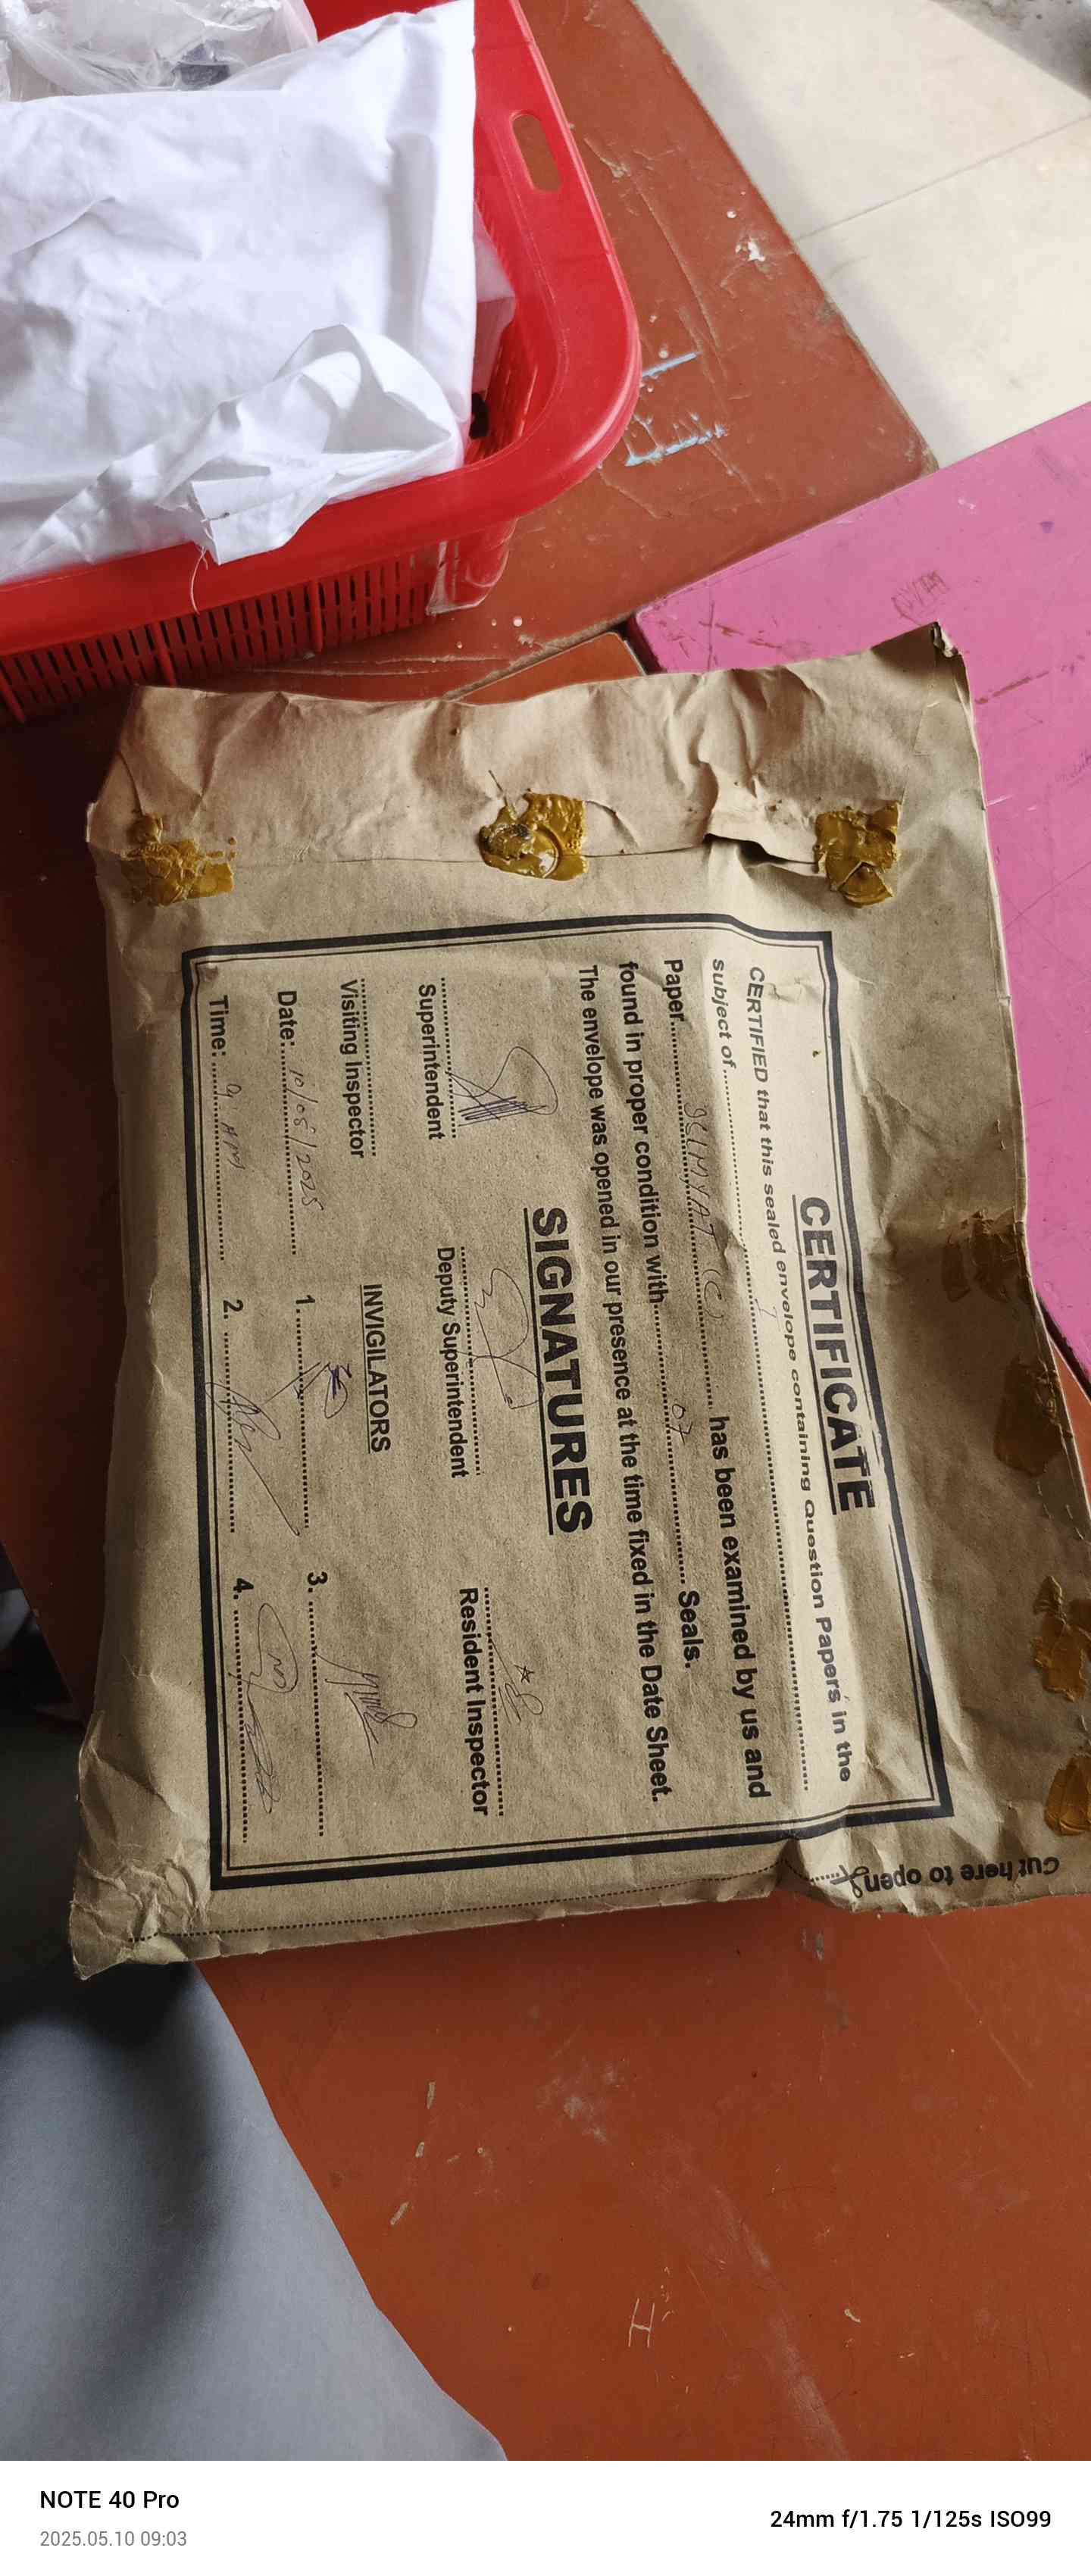 CERTIFICATE
CERTIFIED that this sealed envelope containing Question Papers in the
subject of
Paper has been examined by us and
found in proper condition with 07 Seals.
The envelope was opened in our presence at the time fixed in the Date Sheet.
SIGNATURES
Superintendent Deputy Superintendent Resident Inspector
Visiting Inspector
INVIGILATORS
Date: 10/05/2025 1. 3.
Time: 9 AM 2. 4.
Cut here to open
H
NOTE 40 Pro
2025.05.10 09:03
24mm f/1.75 1/125s ISO99